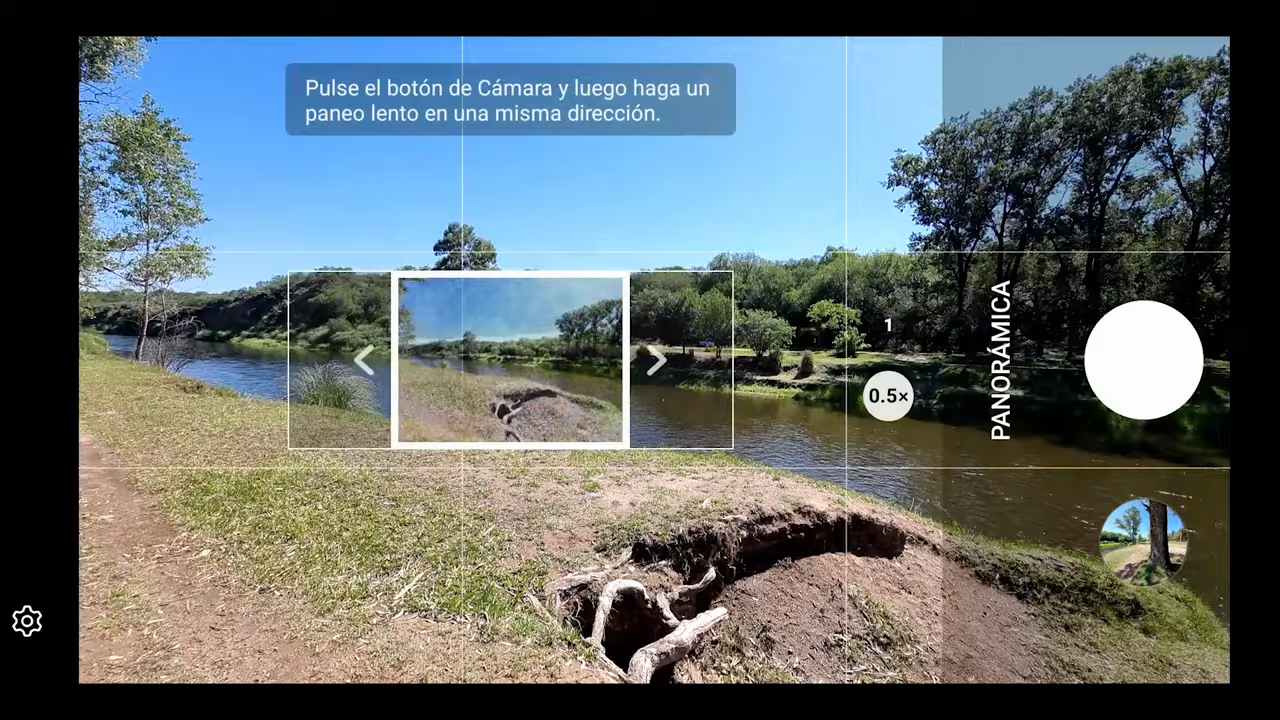 Pulse el botón de Cámara y luego haga un
paneo lento en una misma dirección.
1
0.5×
PANORÁMICA